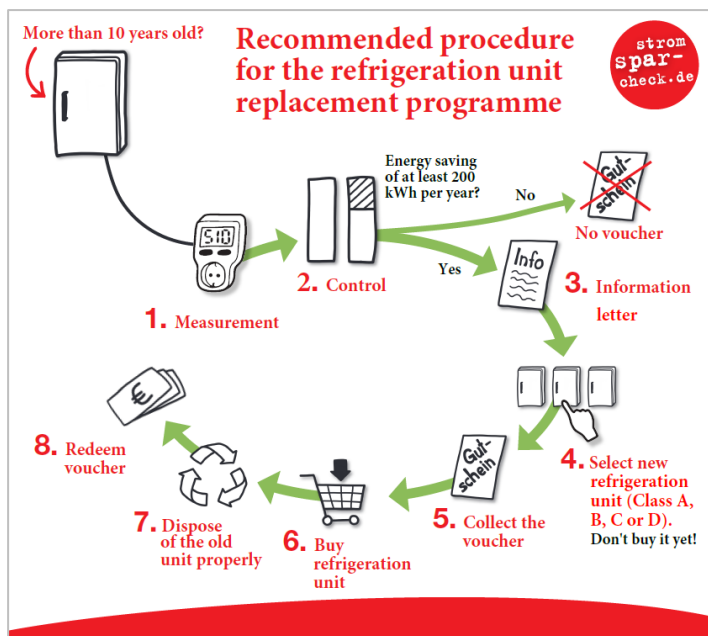 More than 10 years old?
Recommended procedure
for the refrigeration unit
replacement programme
strom
spar-
check.de
Energy saving
of at least 200
kWh per year?
No
Gut-
schein
No voucher
510
1. Measurement
2. Control
Yes
Info
3. Information
letter
4. Select new
refrigeration
unit (Class A,
B, C or D).
Don't buy it yet!
Gut-
schein
5. Collect the
voucher
6. Buy
refrigeration
unit
7. Dispose
of the old
unit properly
€
8. Redeem
voucher